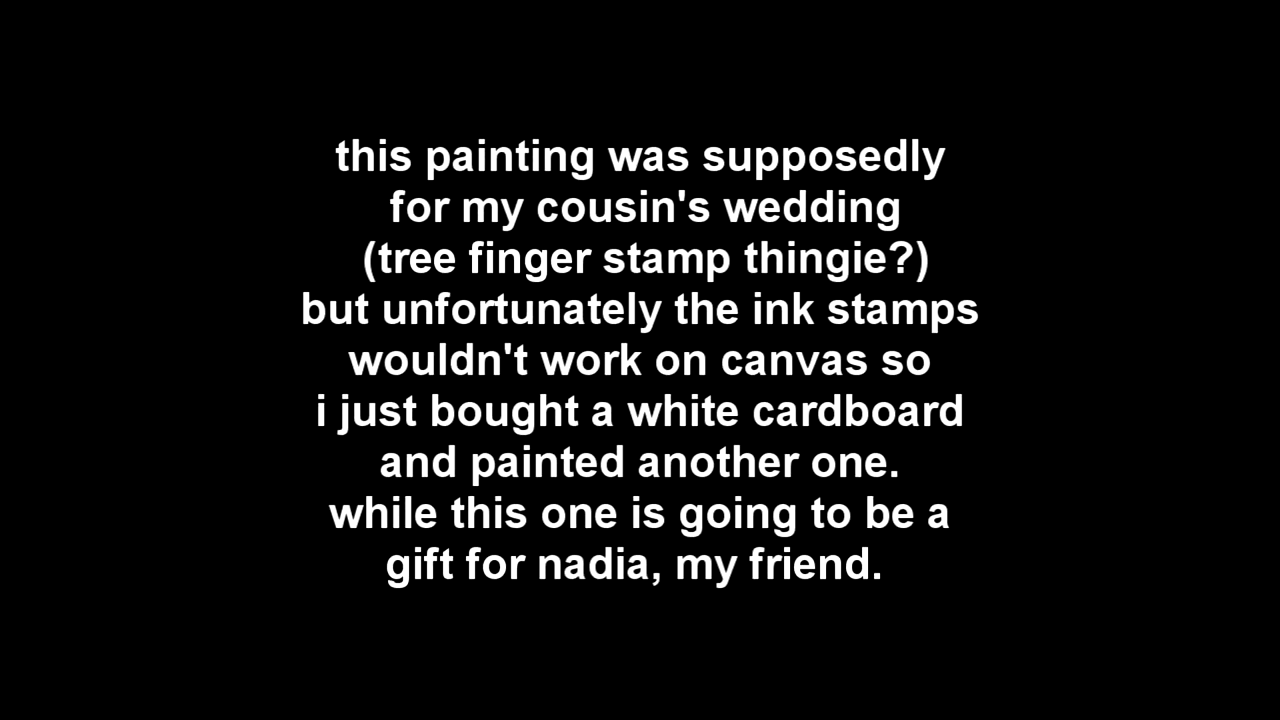 this painting was supposedly
for my cousin's wedding
(tree finger stamp thingie?)
but unfortunately the ink stamps
wouldn't work on canvas so
i just bought a white cardboard
and painted another one.
while this one is going to be a
gift for nadia, my friend.